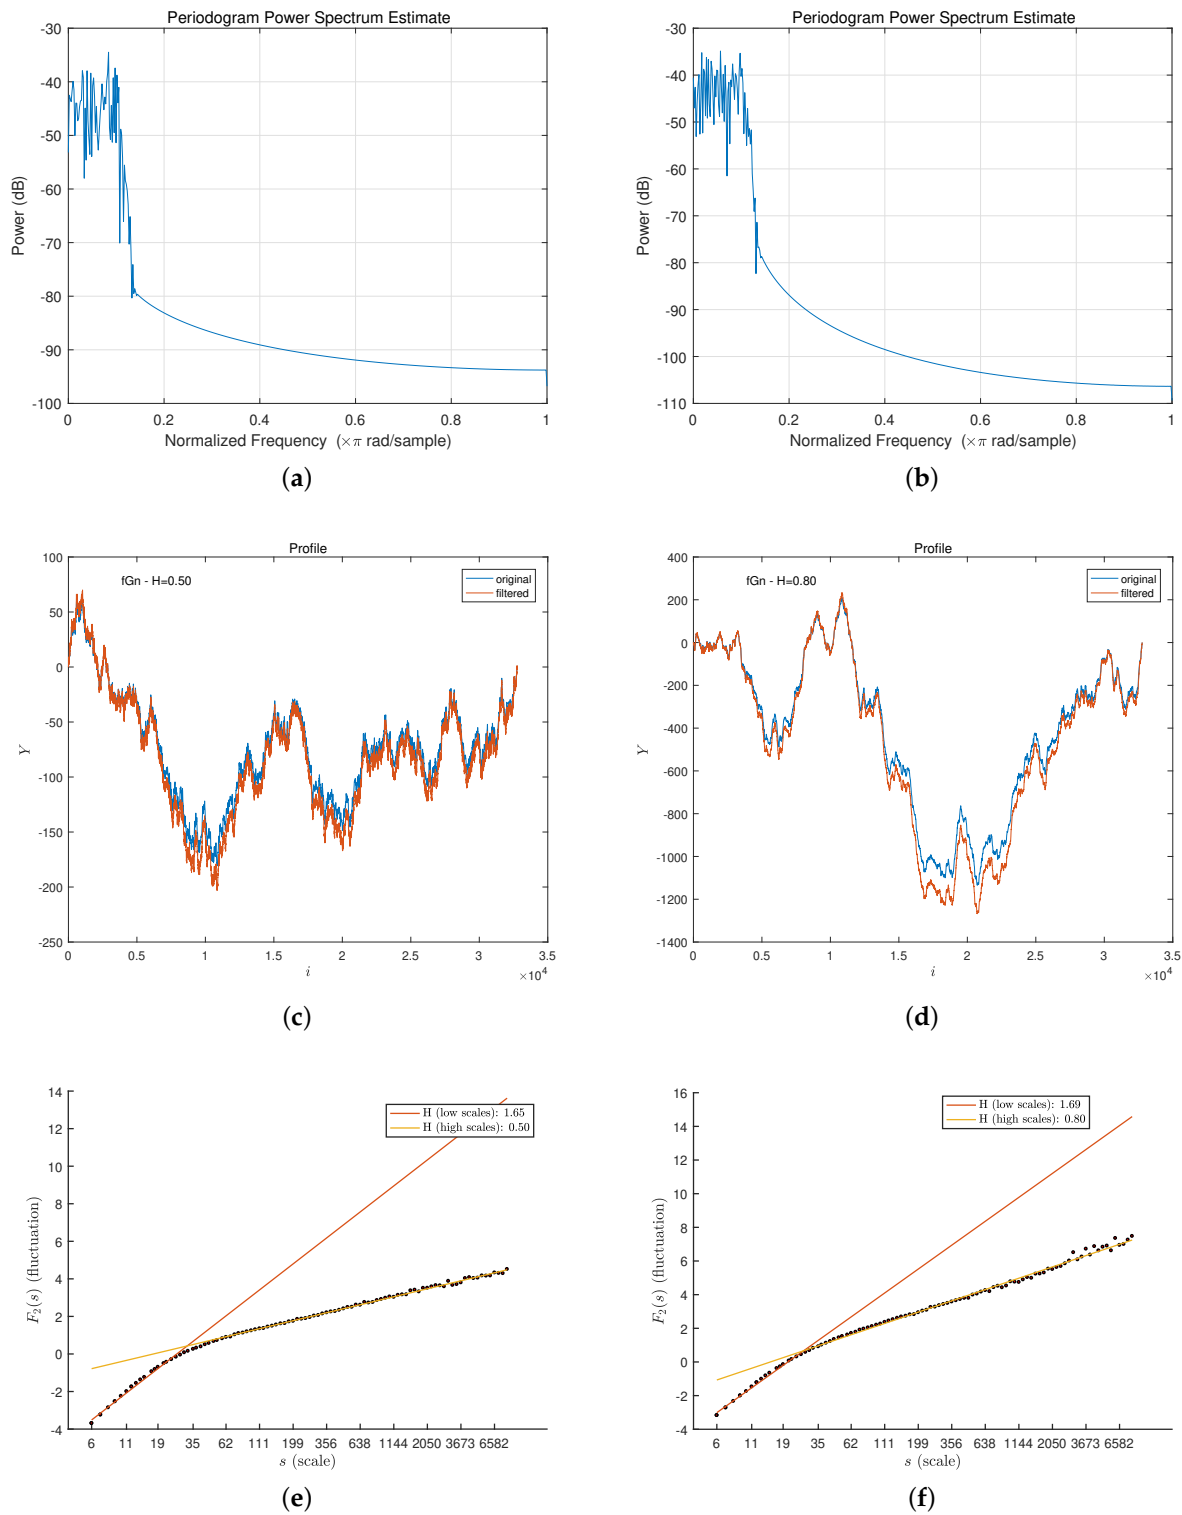 Periodogram Power Spectrum Estimate
-30
-40
-50
-60
-70
-80
-90
-100
Power (dB)
0 0.2 0.4 0.6 0.8 1
Normalized Frequency (×π rad/sample)
(a)
Periodogram Power Spectrum Estimate
-30
-40
-50
-60
-70
-80
-90
-100
-110
Power (dB)
0 0.2 0.4 0.6 0.8 1
Normalized Frequency (×π rad/sample)
(b)
Profile
fGn - H=0.50
original
filtered
100
50
0
-50
-100
-150
-200
-250
Y
0 0.5 1 1.5 2 2.5 3 3.5
i
×10⁴
(c)
Profile
fGn - H=0.80
original
filtered
400
200
0
-200
-400
-600
-800
-1000
-1200
-1400
Y
0 0.5 1 1.5 2 2.5 3 3.5
i
×10⁴
(d)
H (low scales): 1.65
H (high scales): 0.50
14
12
10
8
6
4
2
0
-2
-4
F₂(s) (fluctuation)
6 11 19 35 62 111 199 356 638 1144 2050 3673 6582
s (scale)
(e)
H (low scales): 1.69
H (high scales): 0.80
16
14
12
10
8
6
4
2
0
-2
-4
F₂(s) (fluctuation)
6 11 19 35 62 111 199 356 638 1144 2050 3673 6582
s (scale)
(f)